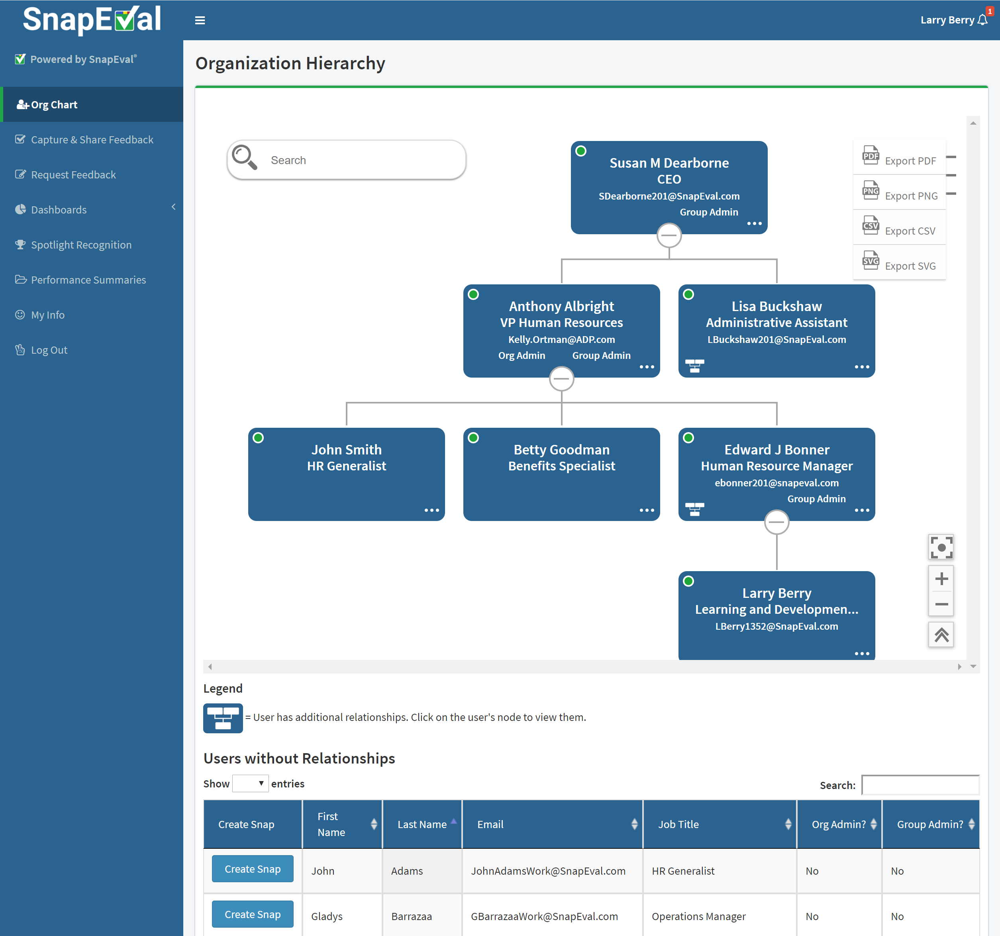 SnapEval
Larry Berry
1
Powered by SnapEval®
Org Chart
Capture & Share Feedback
Request Feedback
Dashboards
Spotlight Recognition
Performance Summaries
My Info
Log Out
Organization Hierarchy
Search
PDF Export PDF
PNG Export PNG
CSV Export CSV
SVG Export SVG
Susan M Dearborne
CEO
SDearborne201@SnapEval.com
Group Admin
Anthony Albright
VP Human Resources
Kelly.Ortman@ADP.com
Org Admin Group Admin
Lisa Buckshaw
Administrative Assistant
LBuckshaw201@SnapEval.com
John Smith
HR Generalist
Betty Goodman
Benefits Specialist
Edward J Bonner
Human Resource Manager
ebonner201@snapeval.com
Group Admin
Larry Berry
Learning and Developmen...
LBerry1352@SnapEval.com
Legend
= User has additional relationships. Click on the user's node to view them.
Users without Relationships
Show entries
Search:
Create Snap First Name Last Name Email Job Title Org Admin? Group Admin?
Create Snap John Adams JohnAdamsWork@SnapEval.com HR Generalist No No
Create Snap Gladys Barrazaa GBarrazaaWork@SnapEval.com Operations Manager No No